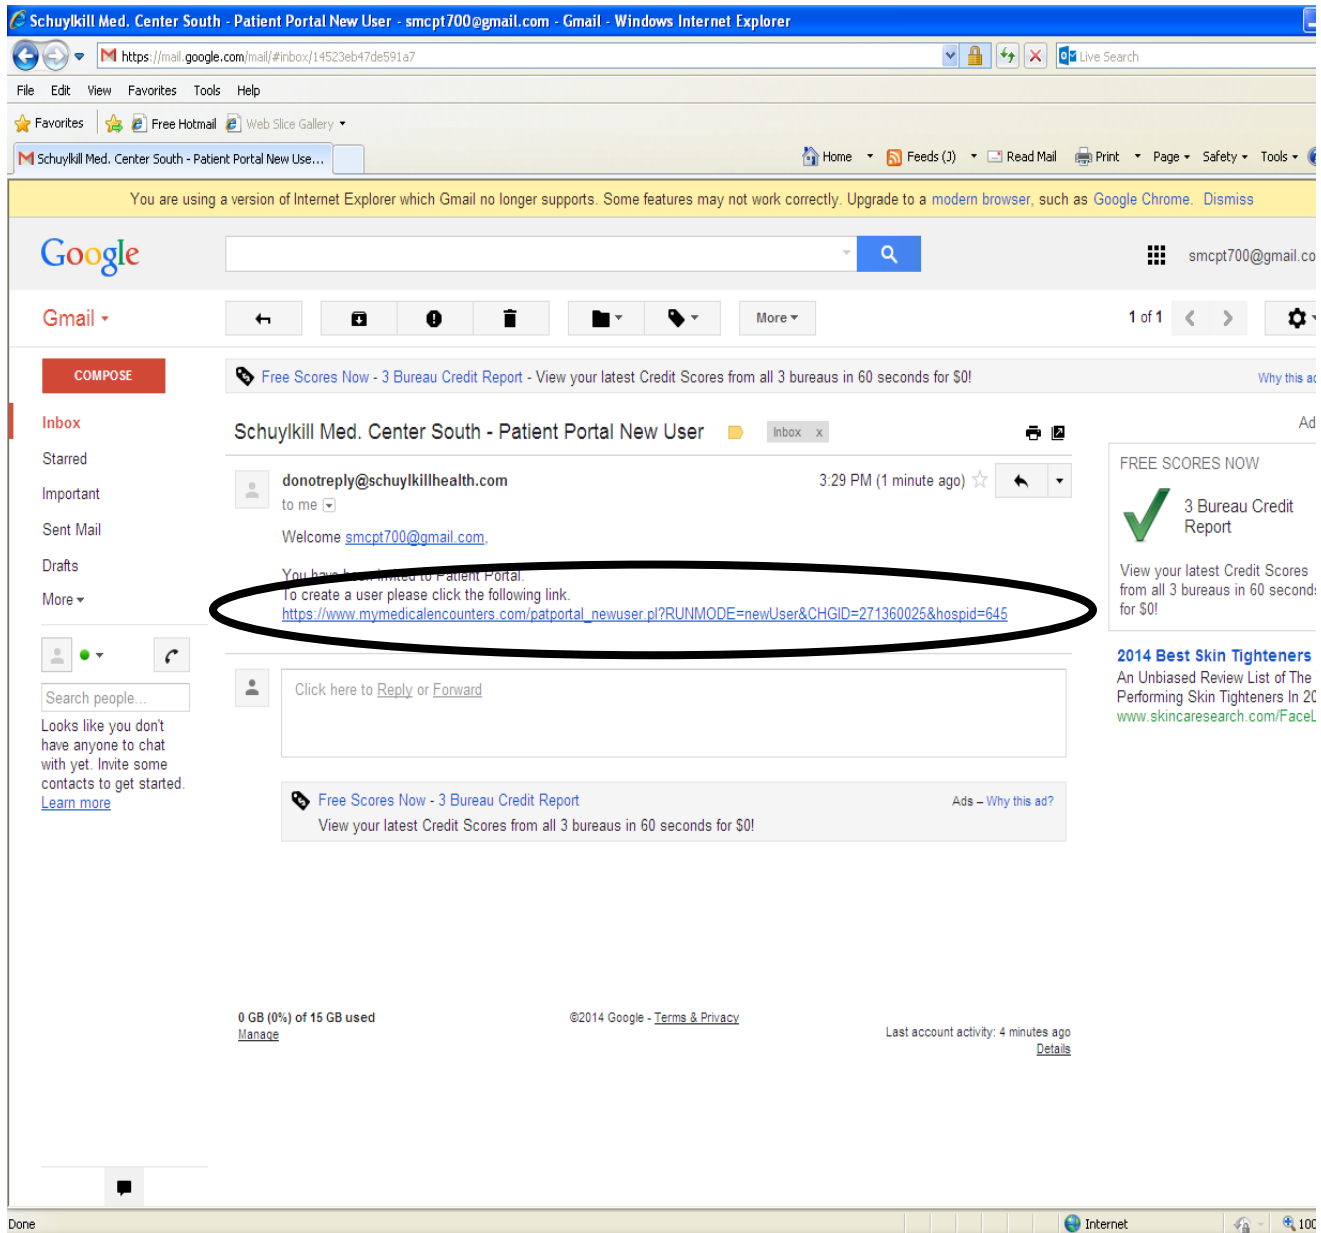 Schuylkill Med. Center South - Patient Portal New User - smcpt700@gmail.com - Gmail - Windows Internet Explorer
https://mail.google.com/mail/#inbox/14523eb47de591a7
Live Search
File Edit View Favorites Tools Help
Favorites Free Hotmail Web Slice Gallery
Schuylkill Med. Center South - Patient Portal New Use...
Home Feeds (J) Read Mail Print Page Safety Tools
You are using a version of Internet Explorer which Gmail no longer supports. Some features may not work correctly. Upgrade to a modern browser, such as Google Chrome. Dismiss
Google
smcpt700@gmail.co
Gmail
More
1 of 1
COMPOSE
Free Scores Now - 3 Bureau Credit Report - View your latest Credit Scores from all 3 bureaus in 60 seconds for $0!
Why this ad
Inbox
Starred
Important
Sent Mail
Drafts
More
Search people...
Looks like you don't
have anyone to chat
with yet. Invite some
contacts to get started.
Learn more
Schuylkill Med. Center South - Patient Portal New User
Inbox x
donotreply@schuylkillhealth.com
3:29 PM (1 minute ago)
to me
Welcome smcpt700@gmail.com,
You have been invited to Patient Portal.
To create a user please click the following link.
https://www.mymedicalencounters.com/patportal_newuser.pl?RUNMODE=newUser&CHGID=271360025&hospid=645
Click here to Reply or Forward
Free Scores Now - 3 Bureau Credit Report
Ads – Why this ad?
View your latest Credit Scores from all 3 bureaus in 60 seconds for $0!
Ad
FREE SCORES NOW
3 Bureau Credit
Report
View your latest Credit Scores
from all 3 bureaus in 60 seconds
for $0!
2014 Best Skin Tighteners
An Unbiased Review List of The
Performing Skin Tighteners In 20
www.skincaresearch.com/FaceL
0 GB (0%) of 15 GB used
Manage
©2014 Google - Terms & Privacy
Last account activity: 4 minutes ago
Details
Done
Internet
100